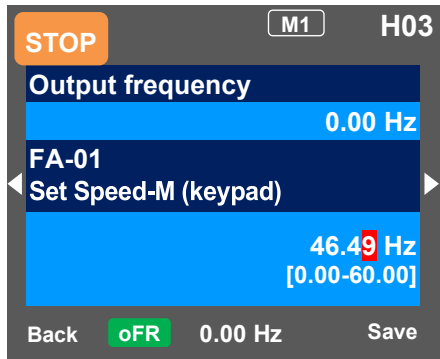 STOP M1 H03
Output frequency
0.00 Hz
FA-01
Set Speed-M (keypad)
46.49 Hz
[0.00-60.00]
Back oFR 0.00 Hz Save